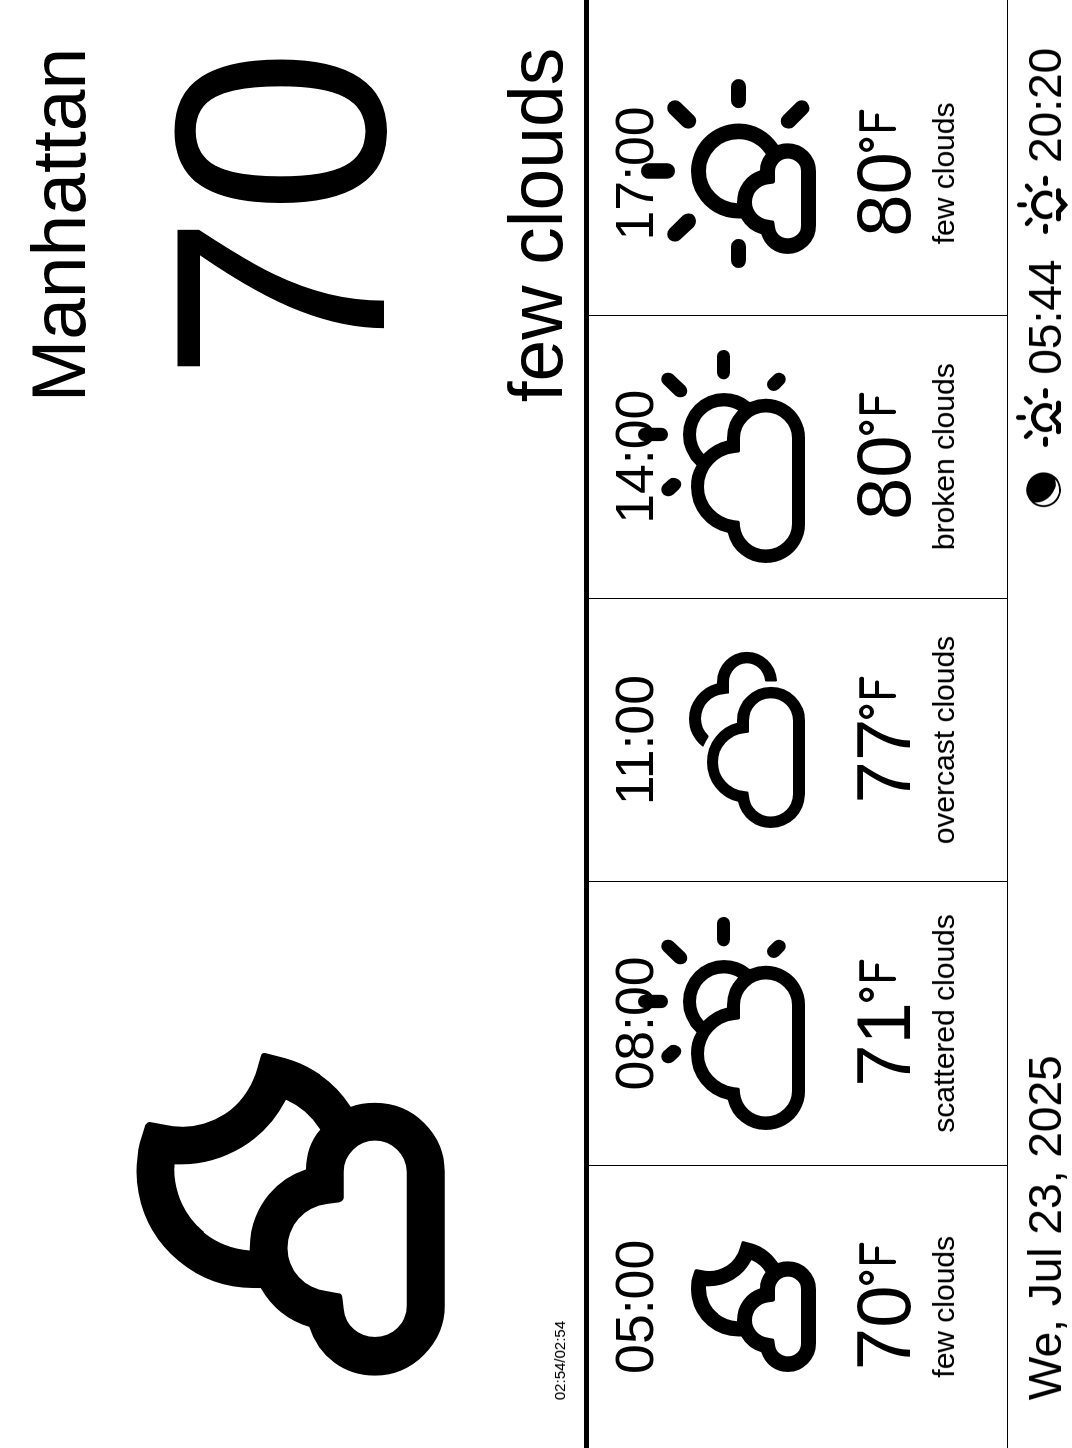 Manhattan
70
few clouds
02:54/02:54
05:00
70°F
few clouds
08:00
71°F
scattered clouds
11:00
77°F
overcast clouds
14:00
80°F
broken clouds
17:00
80°F
few clouds
We, Jul 23, 2025
05:44
20:20